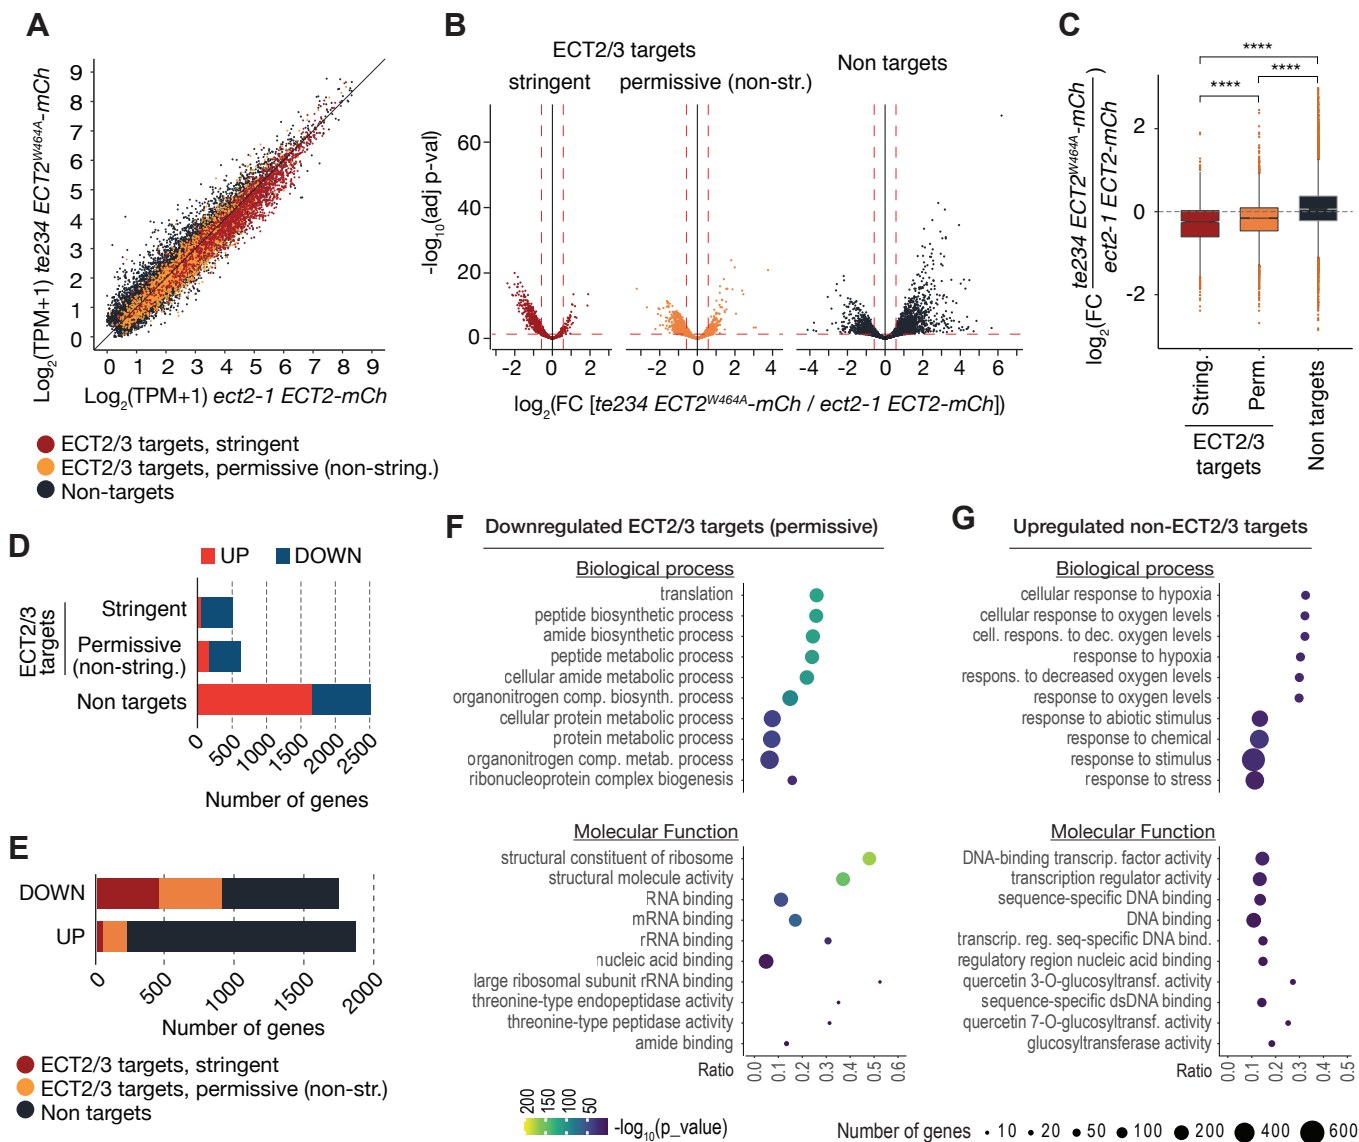 A
Log2(TPM+1) te234 ECT2^W464A-mCh
9
8
7
6
5
4
3
2
1
0
0 1 2 3 4 5 6 7 8 9
Log2(TPM+1) ect2-1 ECT2-mCh
ECT2/3 targets, stringent
ECT2/3 targets, permissive (non-string.)
Non-targets
B
ECT2/3 targets
stringent permissive (non-str.) Non targets
-log10(adj p-val)
60
40
20
0
-2 0 2 -2 0 2 4 -4 -2 0 2 4 6
log2(FC [te234 ECT2^W464A-mCh / ect2-1 ECT2-mCh])
C
**** 
**** ****
log2(FC te234 ECT2^W464A-mCh / ect2-1 ECT2-mCh)
2
0
-2
String. Perm. Non targets
ECT2/3
targets
D
UP DOWN
ECT2/3
targets
Stringent
Permissive
(non-string.)
Non targets
0 500 1000 1500 2000 2500
Number of genes
E
DOWN
UP
0 500 1000 1500 2000
Number of genes
ECT2/3 targets, stringent
ECT2/3 targets, permissive (non-str.)
Non targets
F Downregulated ECT2/3 targets (permissive)
Biological process
translation
peptide biosynthetic process
amide biosynthetic process
peptide metabolic process
cellular amide metabolic process
organonitrogen comp. biosynth. process
cellular protein metabolic process
protein metabolic process
organonitrogen comp. metab. process
ribonucleoprotein complex biogenesis
Molecular Function
structural constituent of ribosome
structural molecule activity
RNA binding
mRNA binding
rRNA binding
nucleic acid binding
large ribosomal subunit rRNA binding
threonine-type endopeptidase activity
threonine-type peptidase activity
amide binding
Ratio 0.0 0.1 0.2 0.3 0.4 0.5 0.6
200 150 100 50
-log10(p_value)
G Upregulated non-ECT2/3 targets
Biological process
cellular response to hypoxia
cellular response to oxygen levels
cell. respons. to dec. oxygen levels
response to hypoxia
respons. to decreased oxygen levels
response to oxygen levels
response to abiotic stimulus
response to chemical
response to stimulus
response to stress
Molecular Function
DNA-binding transcrip. factor activity
transcription regulator activity
sequence-specific DNA binding
DNA binding
transcrip. reg. seq-specific DNA bind.
regulatory region nucleic acid binding
quercetin 3-O-glucosyltransf. activity
sequence-specific dsDNA binding
quercetin 7-O-glucosyltransf. activity
glucosyltransferase activity
Ratio 0.0 0.1 0.2 0.3 0.4 0.5
Number of genes 10 20 50 100 200 400 600